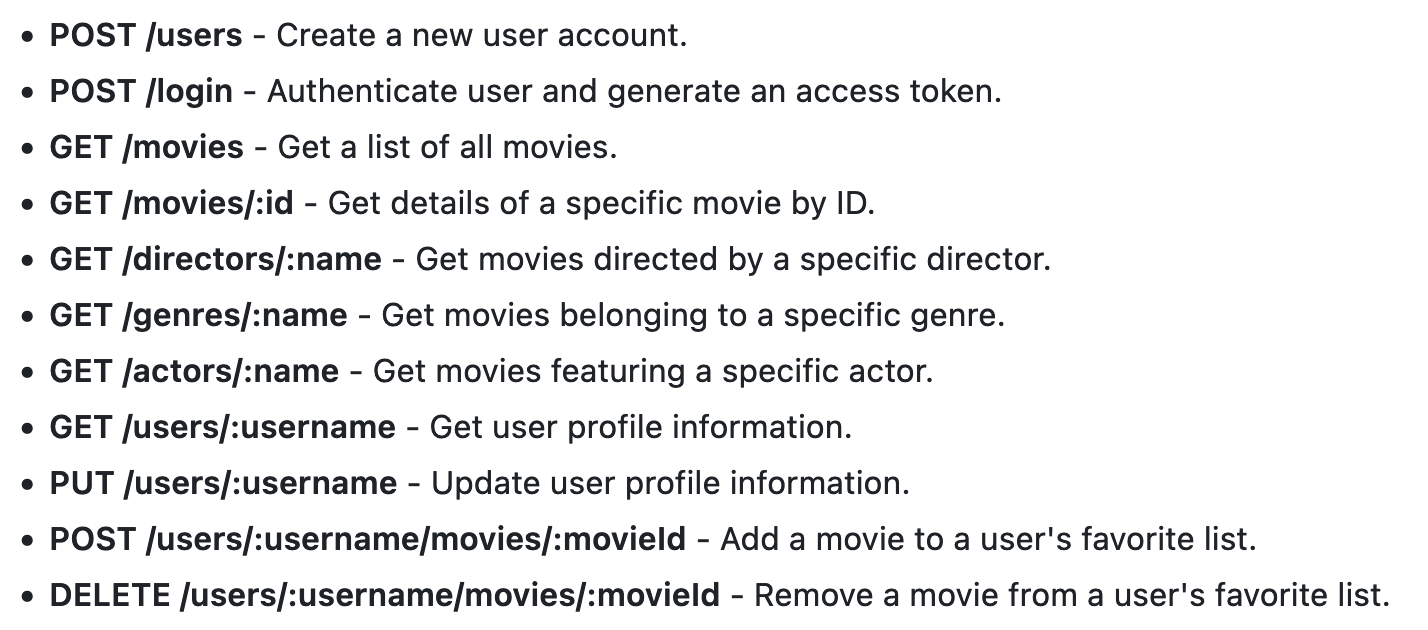 • POST /users - Create a new user account.
• POST /login - Authenticate user and generate an access token.
• GET /movies - Get a list of all movies.
• GET /movies/:id - Get details of a specific movie by ID.
• GET /directors/:name - Get movies directed by a specific director.
• GET /genres/:name - Get movies belonging to a specific genre.
• GET /actors/:name - Get movies featuring a specific actor.
• GET /users/:username - Get user profile information.
• PUT /users/:username - Update user profile information.
• POST /users/:username/movies/:movieId - Add a movie to a user's favorite list.
• DELETE /users/:username/movies/:movieId - Remove a movie from a user's favorite list.